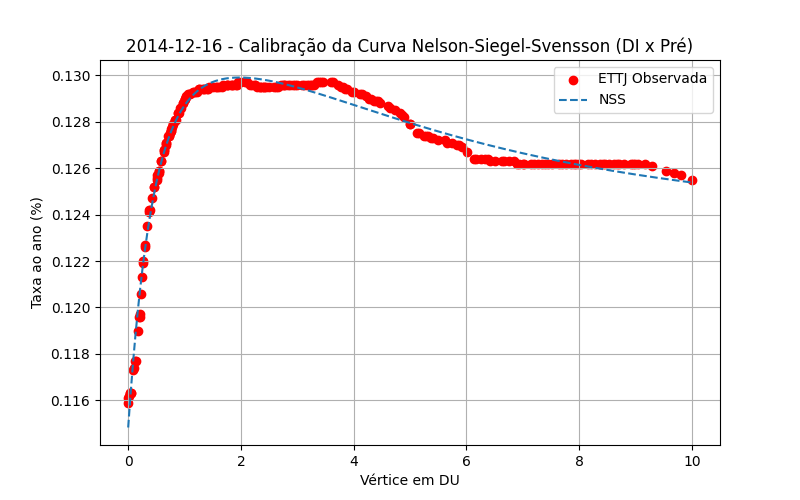 2014-12-16 - Calibração da Curva Nelson-Siegel-Svensson (DI x Pré)
ETTJ Observada
NSS
Taxa ao ano (%)
0.130
0.128
0.126
0.124
0.122
0.120
0.118
0.116
0 2 4 6 8 10
Vértice em DU